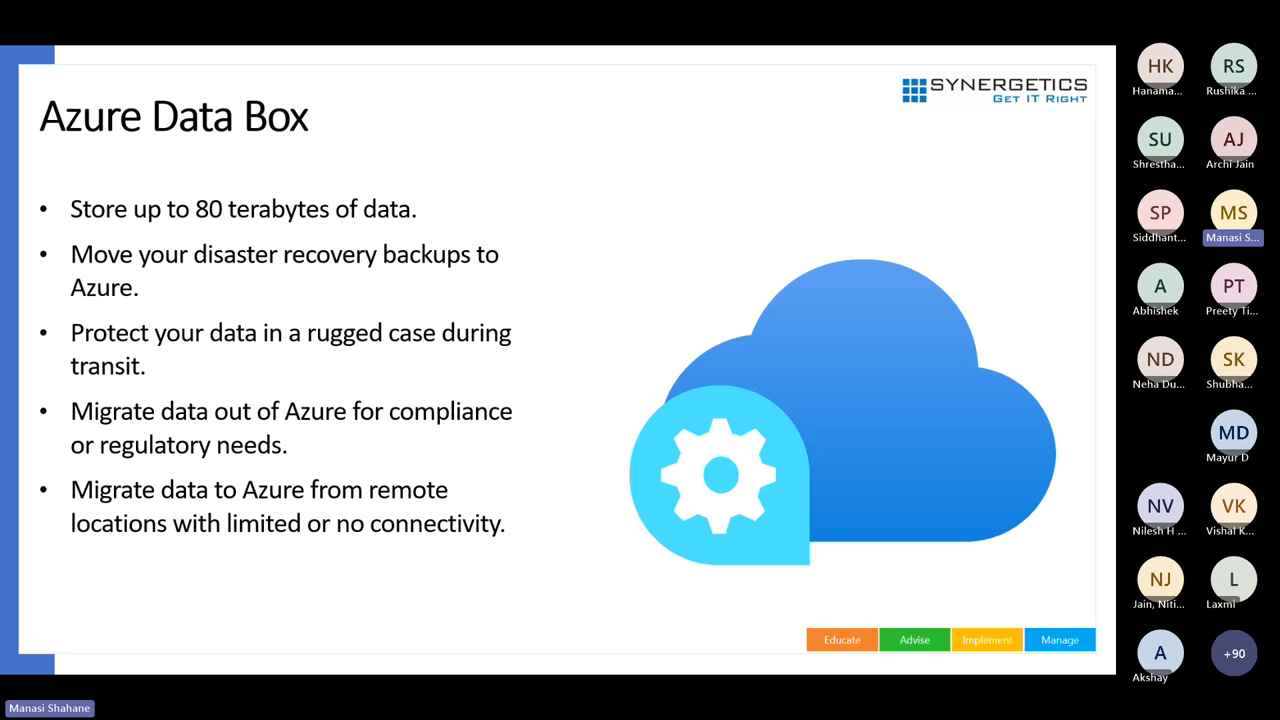 SYNERGETICS
GET IT RIGHT
Azure Data Box
• Store up to 80 terabytes of data.
• Move your disaster recovery backups to
Azure.
• Protect your data in a rugged case during
transit.
• Migrate data out of Azure for compliance
or regulatory needs.
• Migrate data to Azure from remote
locations with limited or no connectivity.
Educate
Advise
Implement
Manage
HK
Hanama...
RS
Rushika ...
SU
Shrestha...
AJ
Archi Jain
SP
Siddhant...
MS
Manasi S...
A
Abhishek
PT
Preety Ti...
ND
Neha Du...
SK
Shubha...
MD
Mayur D
NV
Nilesh H ...
VK
Vishal K...
NJ
Jain, Niti...
L
Laxmi
A
Akshay
+90
Manasi Shahane